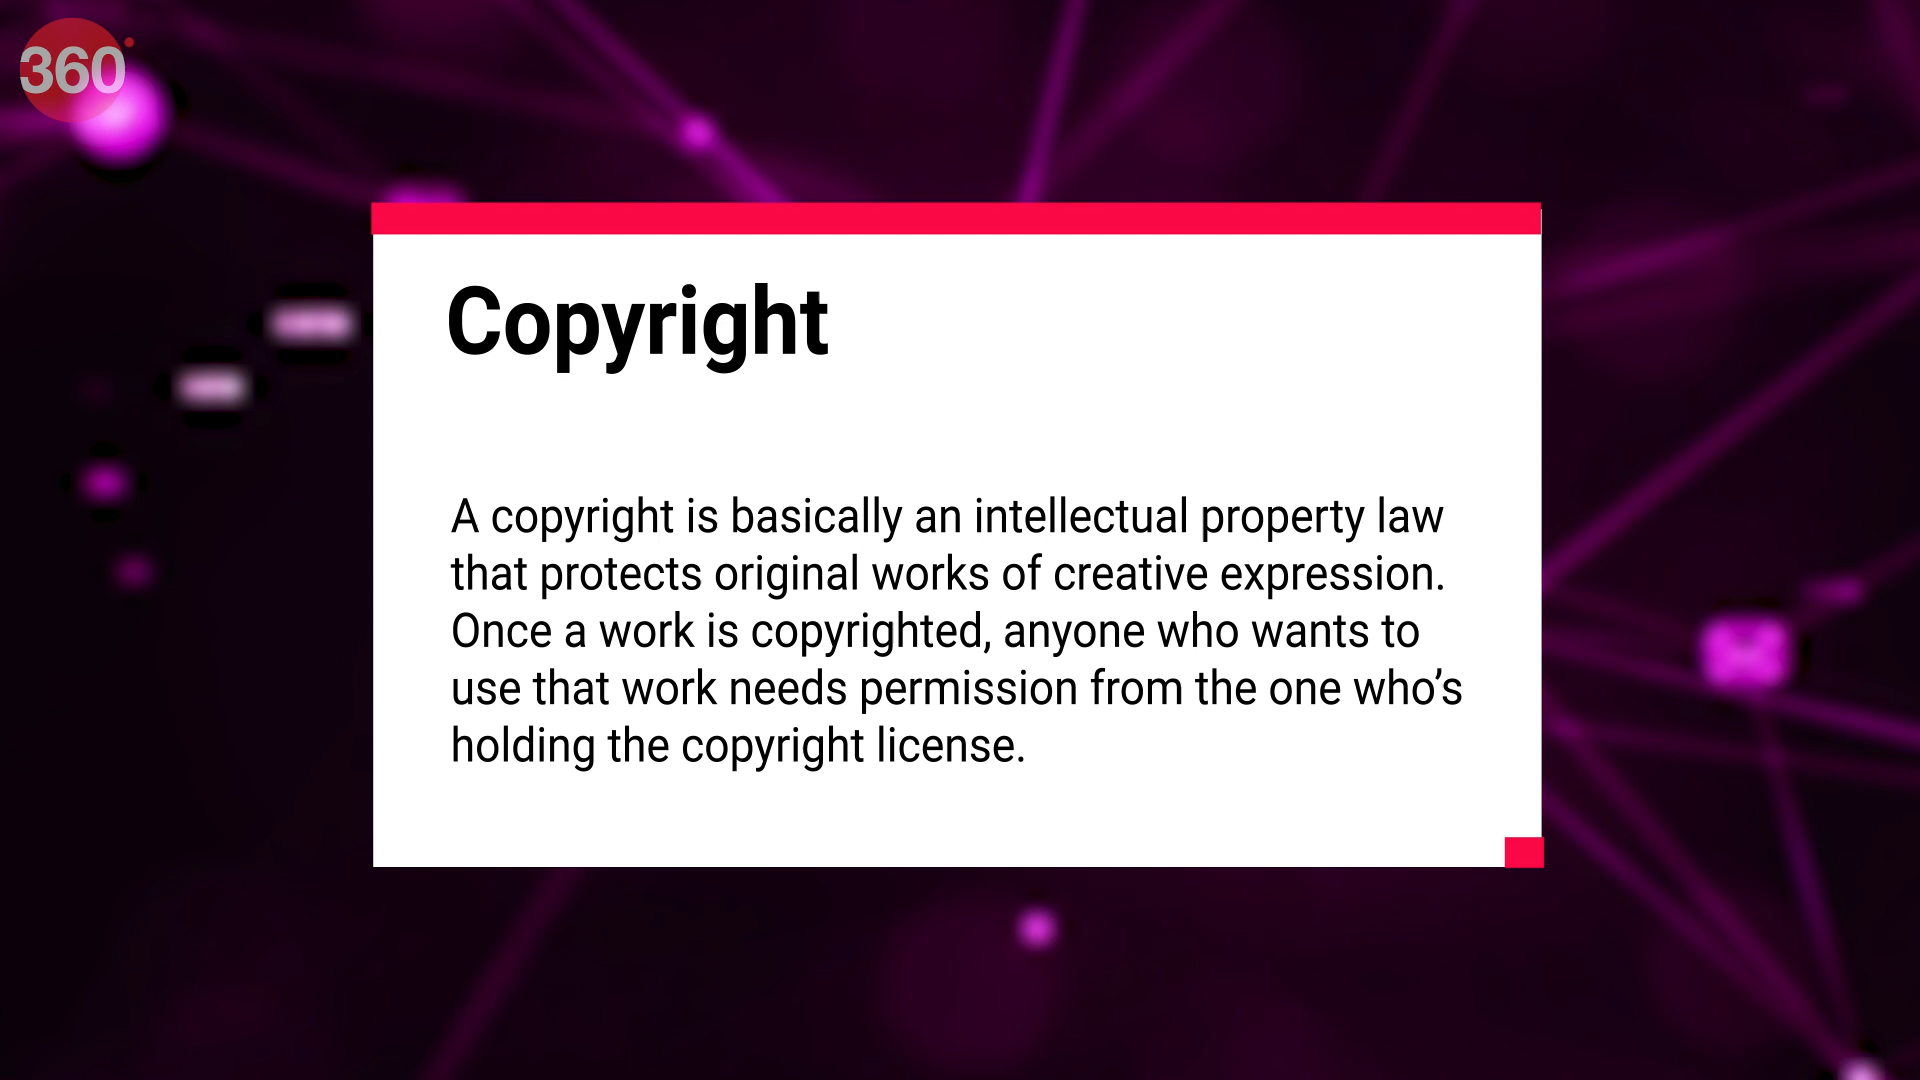 360
Copyright
A copyright is basically an intellectual property law
that protects original works of creative expression.
Once a work is copyrighted, anyone who wants to
use that work needs permission from the one who’s
holding the copyright license.